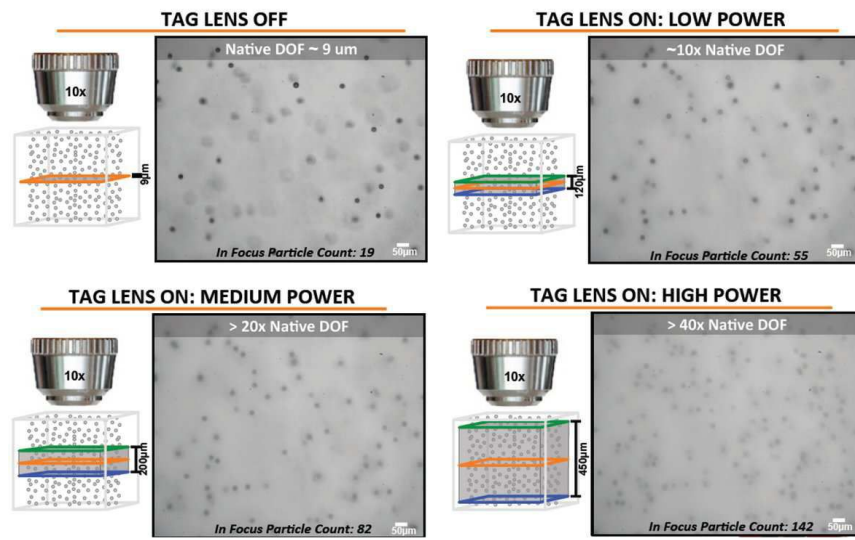 TAG LENS OFF
Native DOF ~ 9 um
10x
9μm
In Focus Particle Count: 19
50μm
TAG LENS ON: LOW POWER
~10x Native DOF
10x
120μm
In Focus Particle Count: 55
50μm
TAG LENS ON: MEDIUM POWER
> 20x Native DOF
10x
200μm
In Focus Particle Count: 82
50μm
TAG LENS ON: HIGH POWER
> 40x Native DOF
10x
450μm
In Focus Particle Count: 142
50μm